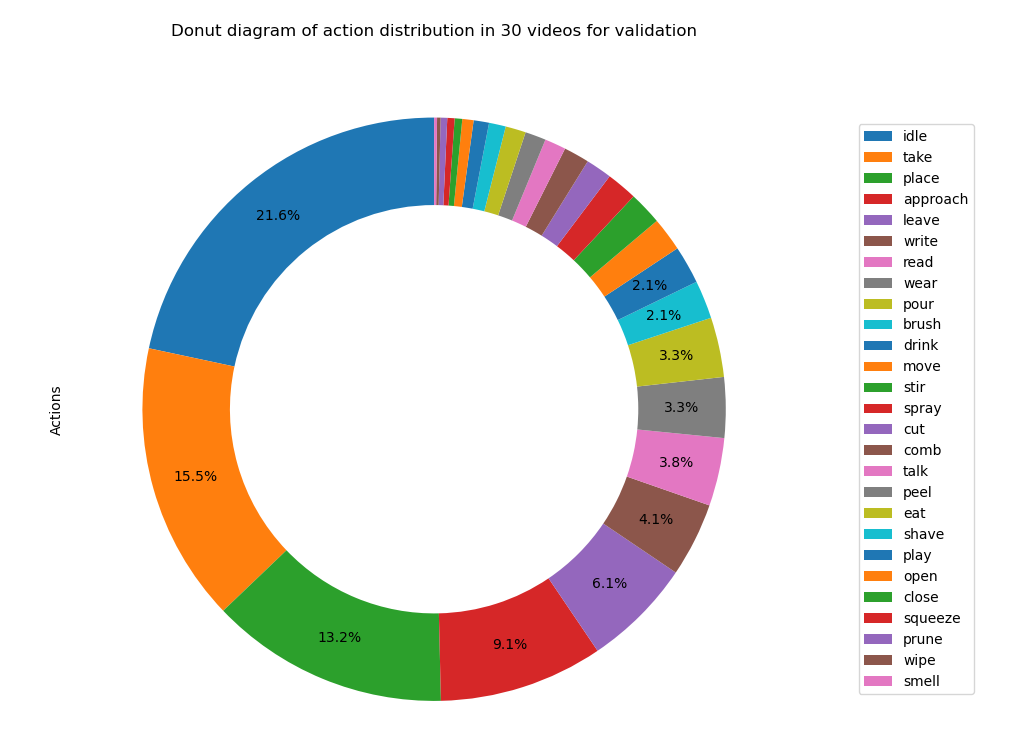 Donut diagram of action distribution in 30 videos for validation
Actions
21.6%
15.5%
13.2%
9.1%
6.1%
4.1%
3.8%
3.3%
3.3%
2.1%
2.1%
idle
take
place
approach
leave
write
read
wear
pour
brush
drink
move
stir
spray
cut
comb
talk
peel
eat
shave
play
open
close
squeeze
prune
wipe
smell